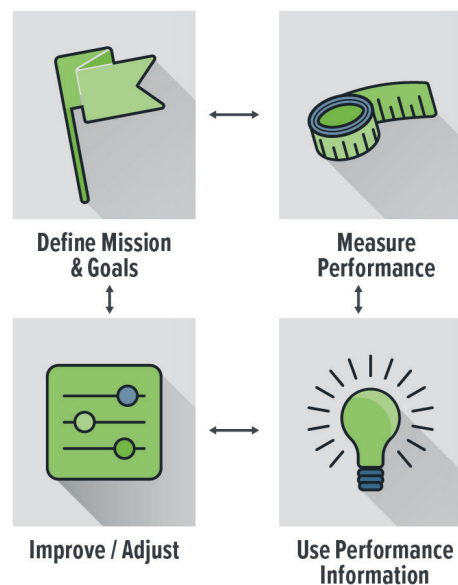 Define Mission
& Goals
Measure
Performance
Improve / Adjust
Use Performance
Information